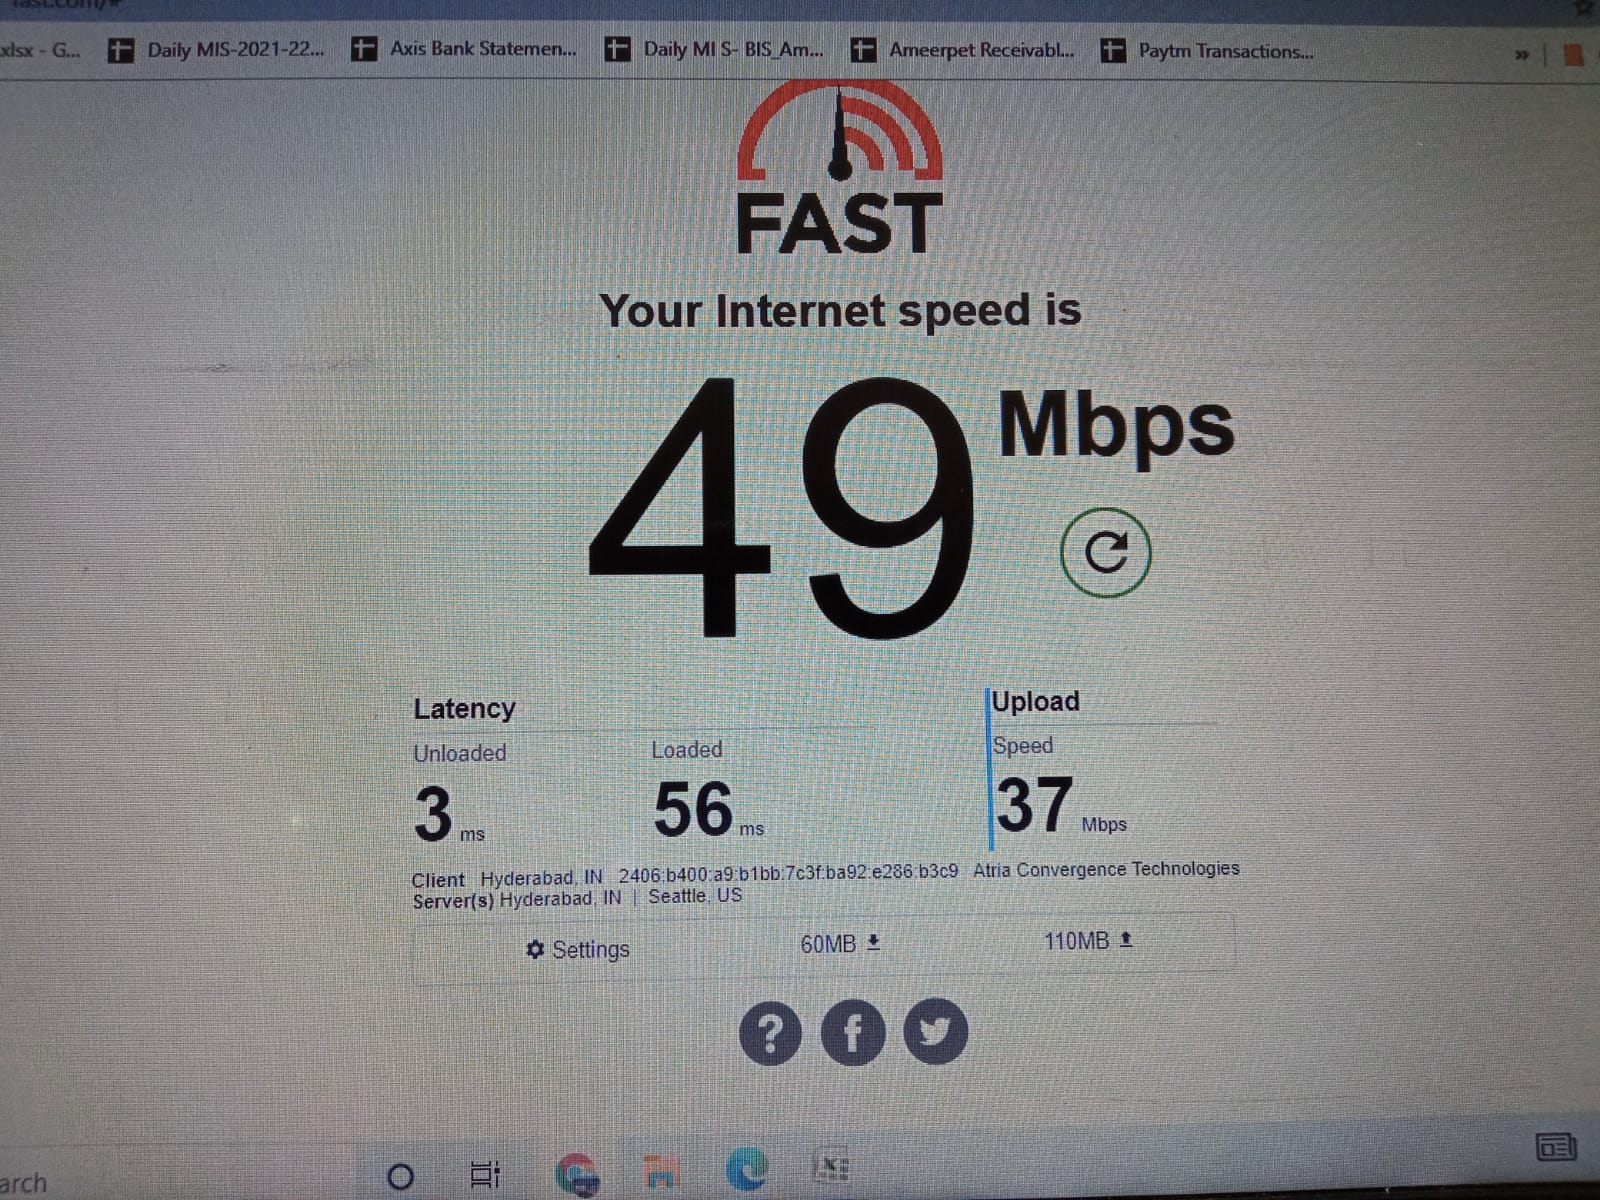 fast.com/#
xlsx - G... Daily MIS-2021-22... Axis Bank Statemen... Daily MI S- BIS_Am... Ameerpet Receivabl... Paytm Transactions... »
FAST
Your Internet speed is
49 Mbps
Latency Upload
Unloaded Loaded Speed
3 ms 56 ms 37 Mbps
Client Hyderabad, IN 2406:b400:a9:b1bb:7c3f:ba92:e286:b3c9 Atria Convergence Technologies
Server(s) Hyderabad, IN | Seattle, US
Settings 60MB 110MB
? f
arch